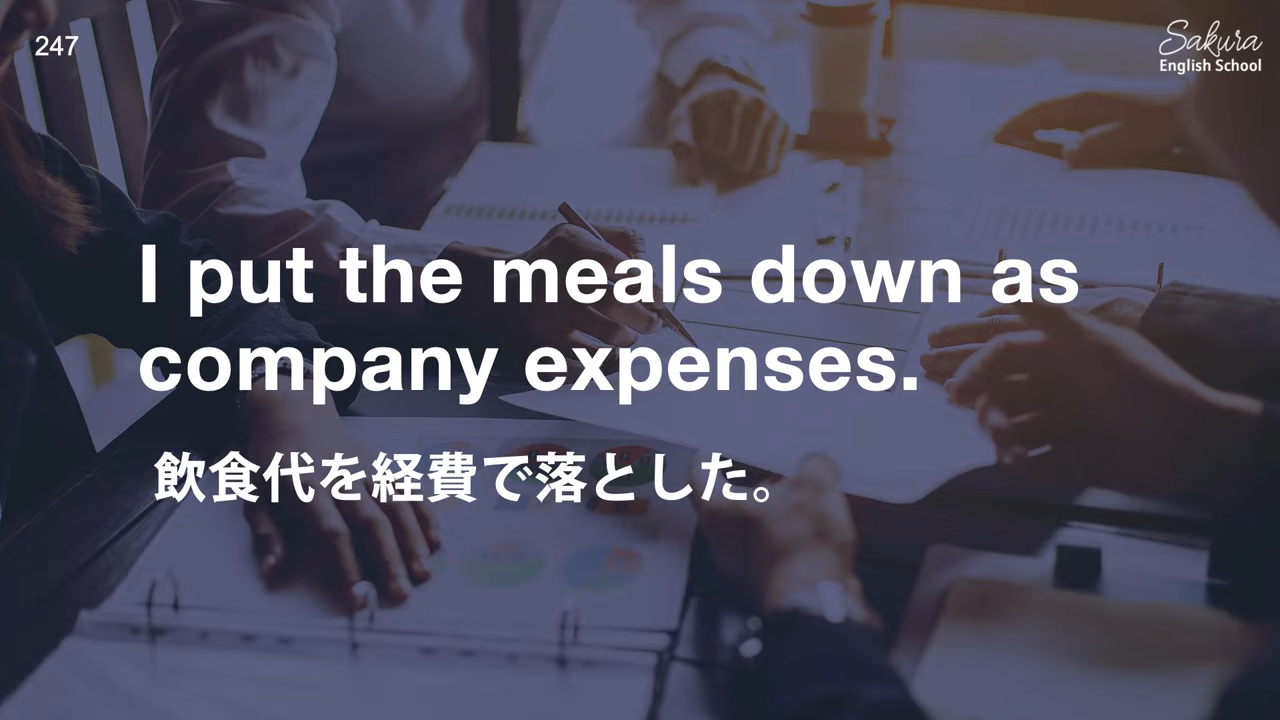 247
Sakura
English School
I put the meals down as
company expenses.
飲食代を経費で落とした。